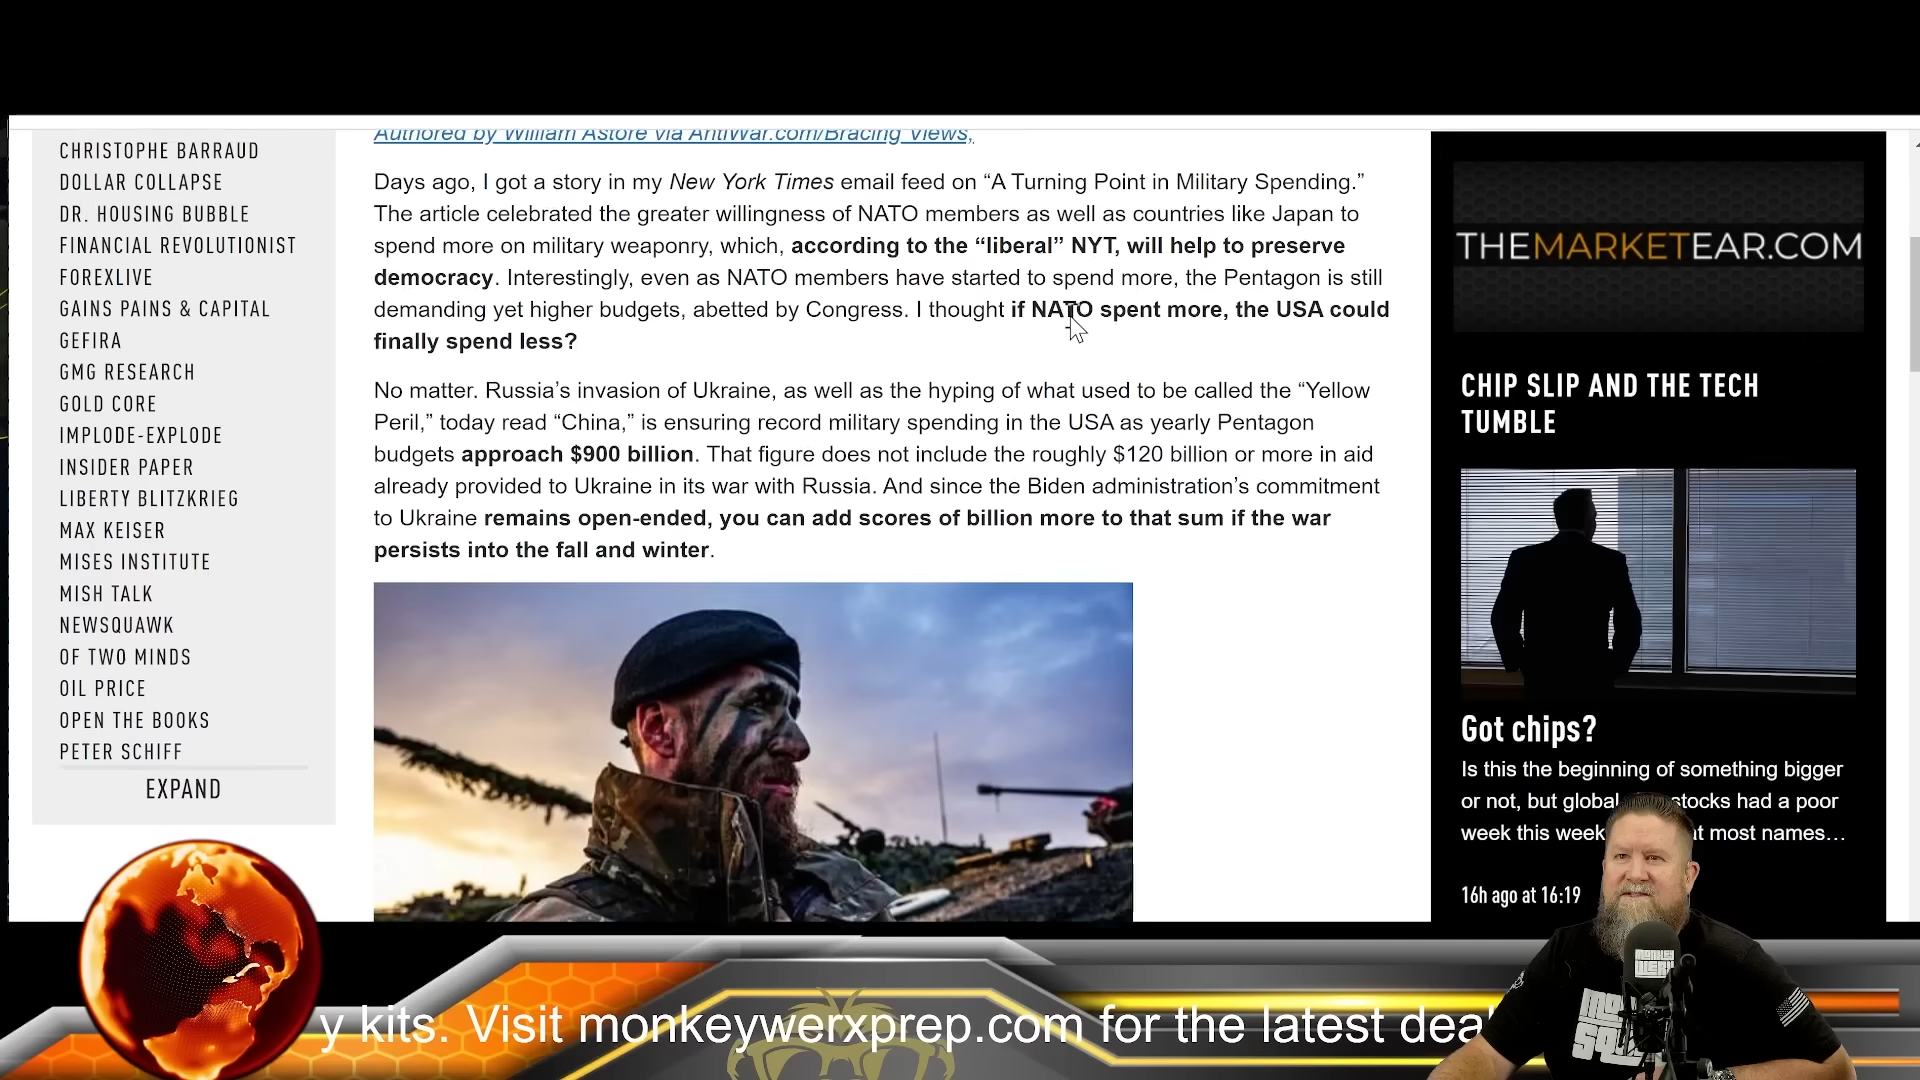 Authored by William Astore via AntiWar.com/Bracing Views,
CHRISTOPHE BARRAUD
DOLLAR COLLAPSE
DR. HOUSING BUBBLE
FINANCIAL REVOLUTIONIST
FOREXLIVE
GAINS PAINS & CAPITAL
GEFIRA
GMG RESEARCH
GOLD CORE
IMPLODE-EXPLODE
INSIDER PAPER
LIBERTY BLITZKRIEG
MAX KEISER
MISES INSTITUTE
MISH TALK
NEWSQUAWK
OF TWO MINDS
OIL PRICE
OPEN THE BOOKS
PETER SCHIFF
EXPAND
Days ago, I got a story in my New York Times email feed on “A Turning Point in Military Spending.”
The article celebrated the greater willingness of NATO members as well as countries like Japan to
spend more on military weaponry, which, according to the “liberal” NYT, will help to preserve
democracy. Interestingly, even as NATO members have started to spend more, the Pentagon is still
demanding yet higher budgets, abetted by Congress. I thought if NATO spent more, the USA could
finally spend less?
No matter. Russia’s invasion of Ukraine, as well as the hyping of what used to be called the “Yellow
Peril,” today read “China,” is ensuring record military spending in the USA as yearly Pentagon
budgets approach $900 billion. That figure does not include the roughly $120 billion or more in aid
already provided to Ukraine in its war with Russia. And since the Biden administration’s commitment
to Ukraine remains open-ended, you can add scores of billion more to that sum if the war
persists into the fall and winter.
THEMARKETEAR.COM
CHIP SLIP AND THE TECH
TUMBLE
Got chips?
Is this the beginning of something bigger
or not, but global stocks had a poor
week this week at most names…
16h ago at 16:19
y kits. Visit monkeywerxprep.com for the latest dea